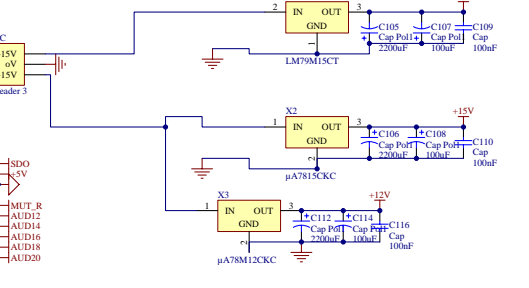 2 IN OUT 3
GND
1
LM79M15CT
C105
Cap Pol1
2200uF
C107
Cap Pol1
100uF
C109
Cap
100nF
C
15V
oV
15V
eader 3
X2
1 IN OUT 3
GND
2
µA7815CKC
C106
Cap Pol1
2200uF
C108
Cap Pol1
100uF
+15V
C110
Cap
100nF
X3
1 IN OUT 3
GND
2
µA78M12CKC
C112
Cap Pol1
2200uF
C114
Cap Pol1
100uF
+12V
C116
Cap
100nF
SDO
+5V
MUT_R
AUD12
AUD14
AUD16
AUD18
AUD20